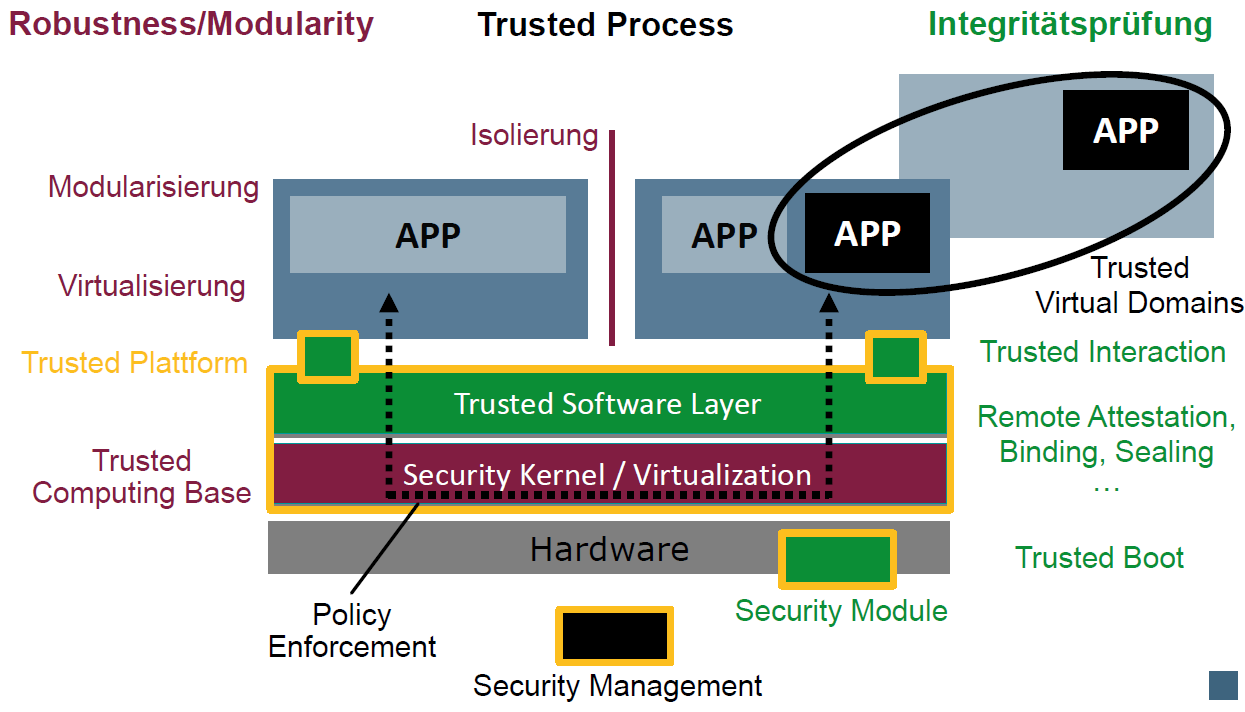 Robustness/Modularity
Trusted Process
Integritätsprüfung
APP
Isolierung
Modularisierung
APP
APP
APP
Virtualisierung
Trusted
Virtual Domains
Trusted Plattform
Trusted Interaction
Trusted Software Layer
Remote Attestation,
Binding, Sealing
...
Trusted
Computing Base
Security Kernel / Virtualization
Hardware
Trusted Boot
Policy
Enforcement
Security Module
Security Management